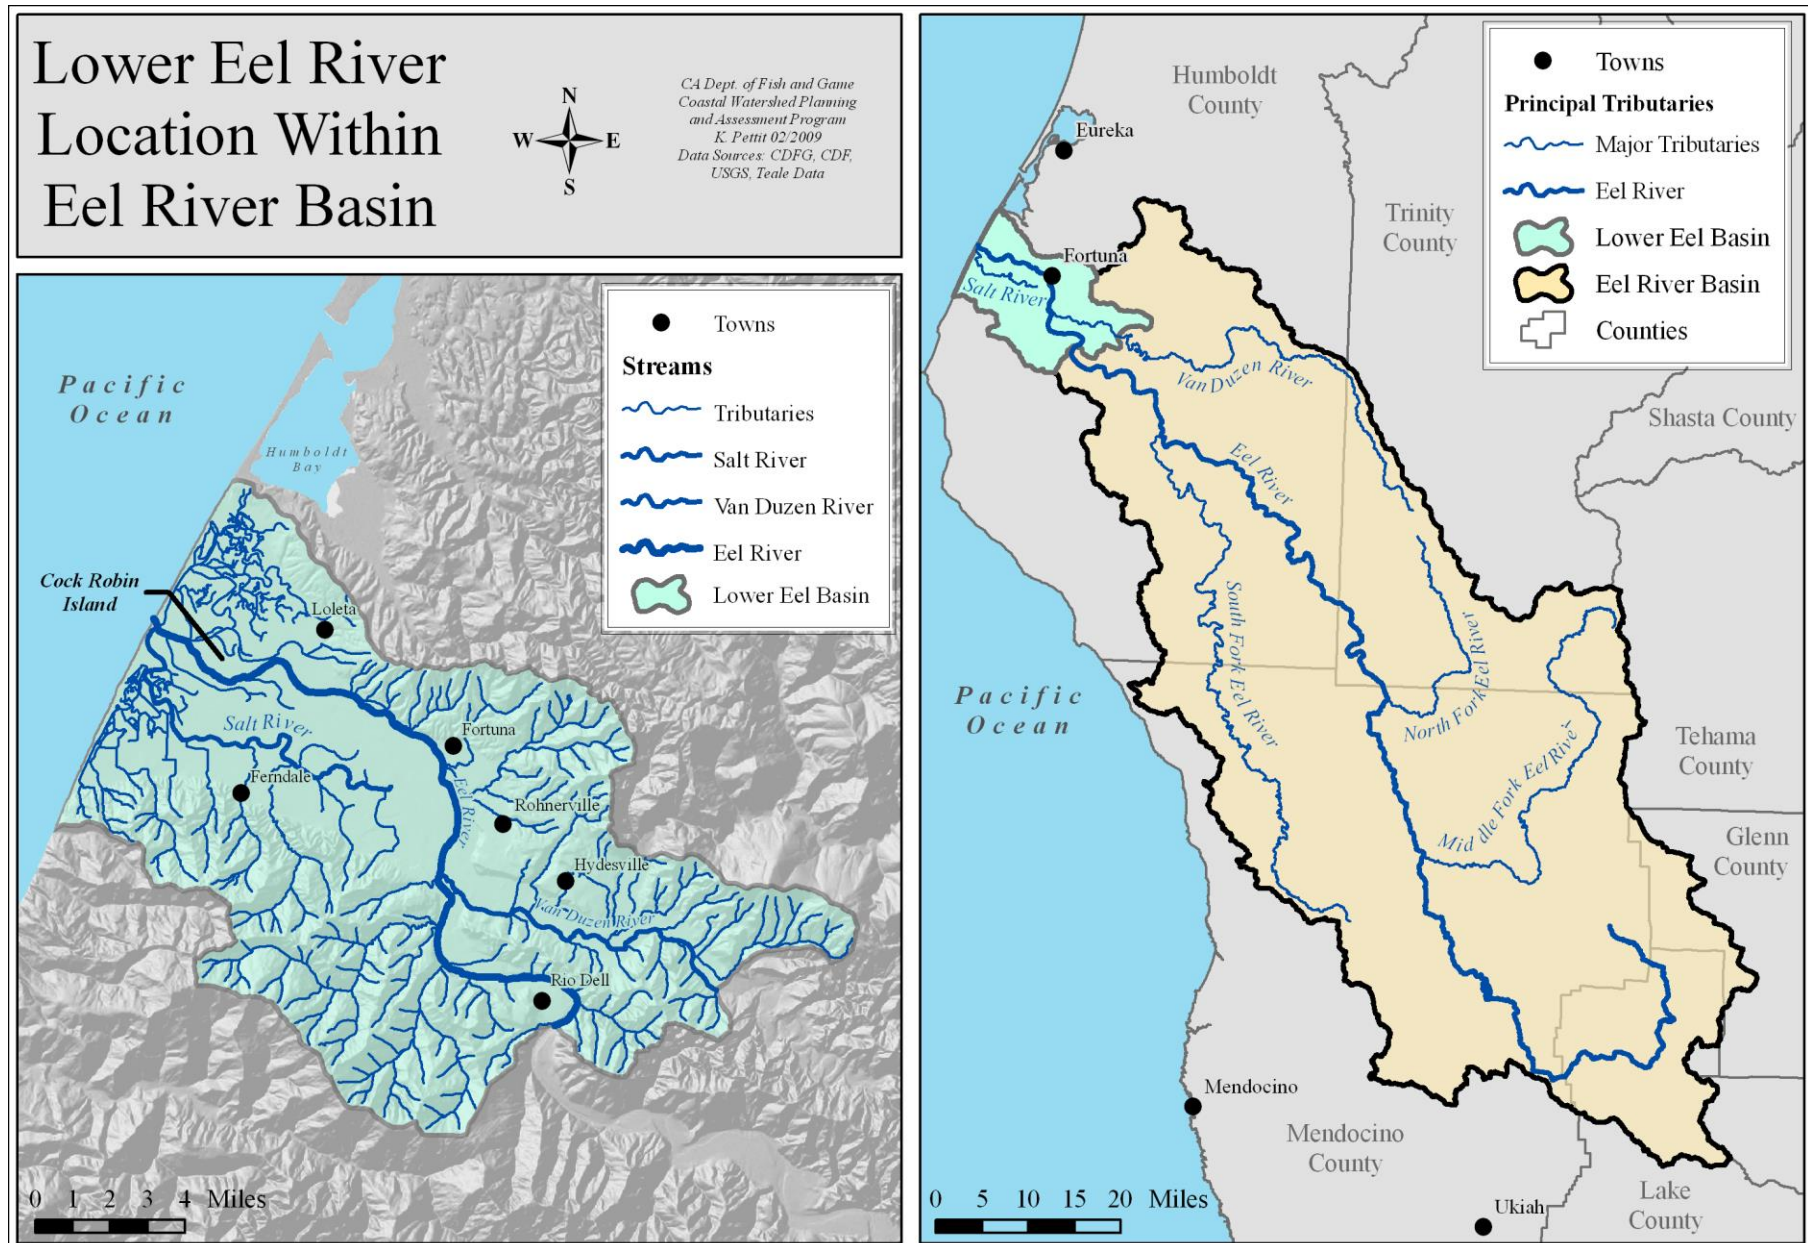 Lower Eel River
Location Within
Eel River Basin
N
W
E
S
CA Dept. of Fish and Game
Coastal Watershed Planning
and Assessment Program
K. Pettit 02/2009
Data Sources: CDFG, CDF,
USGS, Teale Data
Pacific
Ocean
Humboldt
Bay
Towns
Streams
Tributaries
Salt River
Van Duzen River
Eel River
Lower Eel Basin
Cock Robin
Island
Loleta
Salt River
Fortuna
Ferndale
Eel River
Rohnerville
Hydesville
Van Duzen River
Rio Dell
0 1 2 3 4 Miles
Humboldt
County
Eureka
Trinity
County
Towns
Principal Tributaries
Major Tributaries
Eel River
Lower Eel Basin
Eel River Basin
Counties
Fortuna
Salt River
Van Duzen River
Shasta County
Eel River
South Fork Eel River
North Fork Eel River
Middle Fork Eel River
Pacific
Ocean
Tehama
County
Glenn
County
Mendocino
Mendocino
County
Lake
County
Ukiah
0 5 10 15 20 Miles